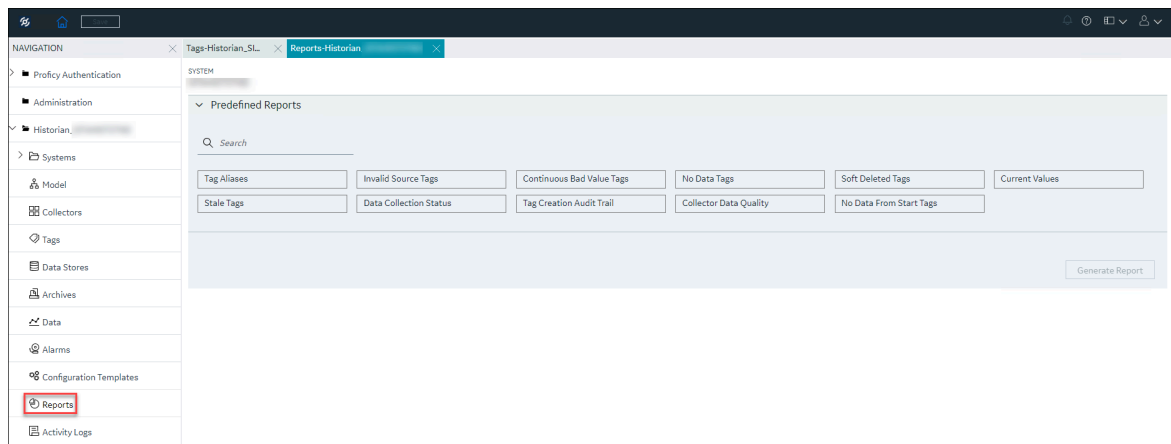 Save
NAVIGATION
Tags-Historian_SI...
Reports-Historian
Proficy Authentication
Administration
Historian_
Systems
Model
Collectors
Tags
Data Stores
Archives
Data
Alarms
Configuration Templates
Reports
Activity Logs
SYSTEM
Predefined Reports
Search
Tag Aliases
Invalid Source Tags
Continuous Bad Value Tags
No Data Tags
Soft Deleted Tags
Current Values
Stale Tags
Data Collection Status
Tag Creation Audit Trail
Collector Data Quality
No Data From Start Tags
Generate Report